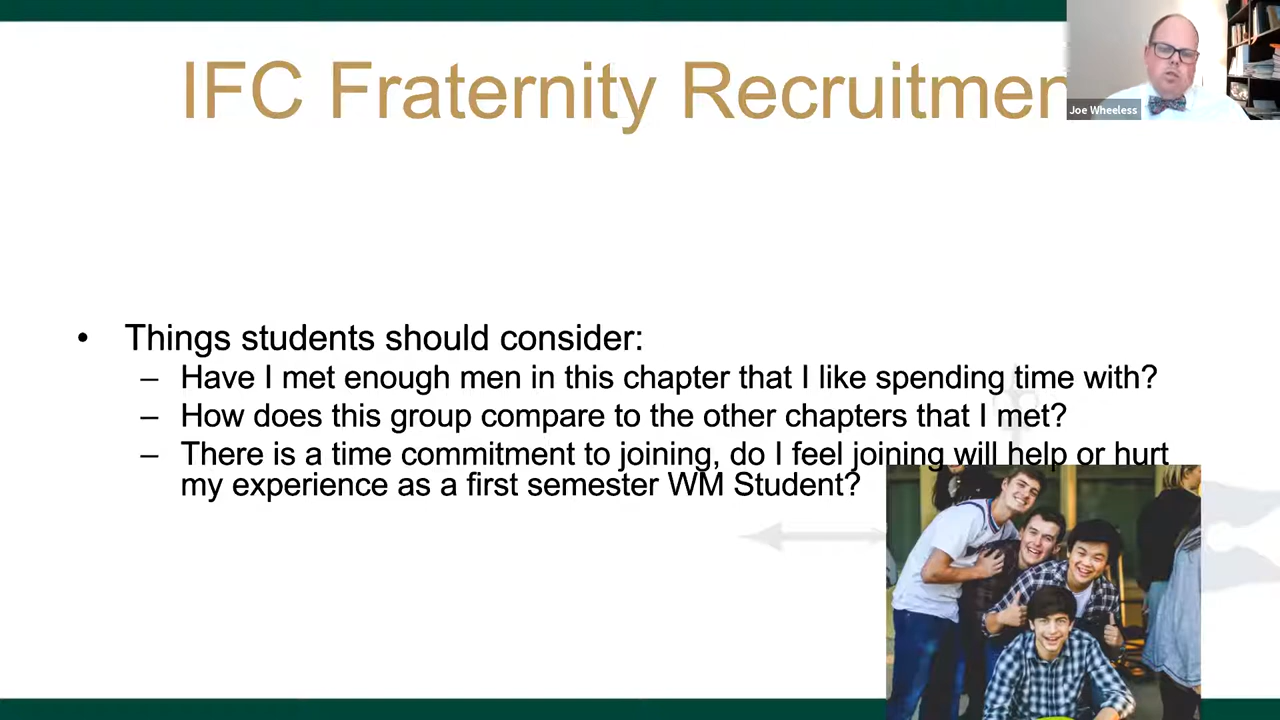 IFC Fraternity Recruitmen
Joe Wheeless
• Things students should consider:
– Have I met enough men in this chapter that I like spending time with?
– How does this group compare to the other chapters that I met?
– There is a time commitment to joining, do I feel joining will help or hurt
my experience as a first semester WM Student?